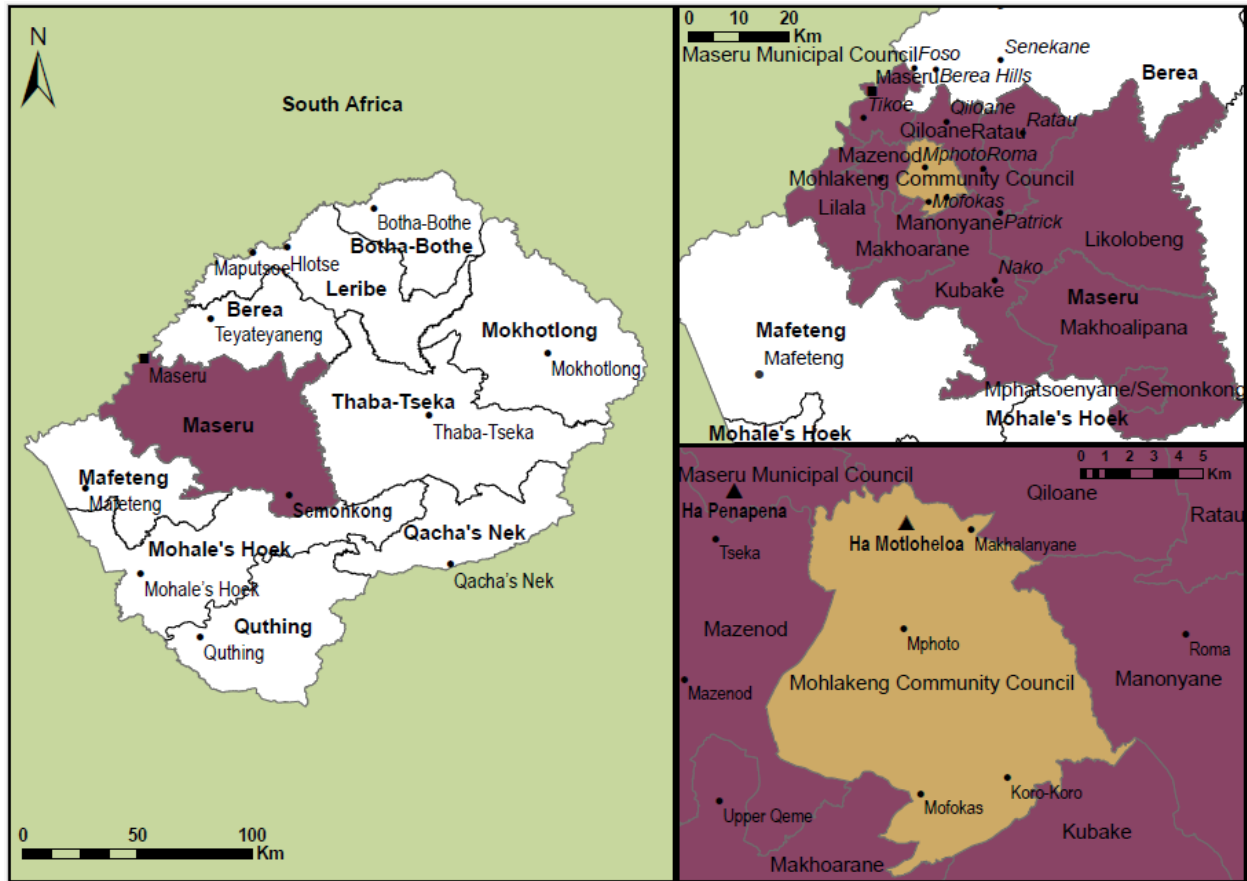 N
South Africa
Botha-Bothe
Botha-Bothe
Maputsoe
Hlotse
Leribe
Berea
Teyateyaneng
Mokhotlong
Mokhotlong
Maseru
Thaba-Tseka
Thaba-Tseka
Maseru
Mafeteng
Mafeteng
Semonkong
Qacha's Nek
Mohale's Hoek
Mohale's Hoek
Qacha's Nek
Quthing
Quthing
0 50 100
Km
0 10 20
Km
Maseru Municipal Council
Foso
Senekane
Maseru
Berea Hills
Berea
Tikoe
Qiloane
Qiloane
Ratau
Ratau
Mazenod
Mphoto
Roma
Mohlakeng Community Council
Lilala
Mofokas
Manonyane
Patrick
Makhoarane
Likolobeng
Nako
Kubake
Maseru
Makhoalipana
Mafeteng
Mafeteng
Mphatsoenyane/Semonkong
Mohale's Hoek
Mohale's Hoek
0 1 2 3 4 5
Km
Maseru Municipal Council
Qiloane
Ha Penapena
Ratau
Tseka
Ha Motloheloa
Makhalanyane
Mazenod
Mphoto
Roma
Mohlakeng Community Council
Manonyane
Mazenod
Koro-Koro
Mofokas
Upper Qeme
Kubake
Makhoarane